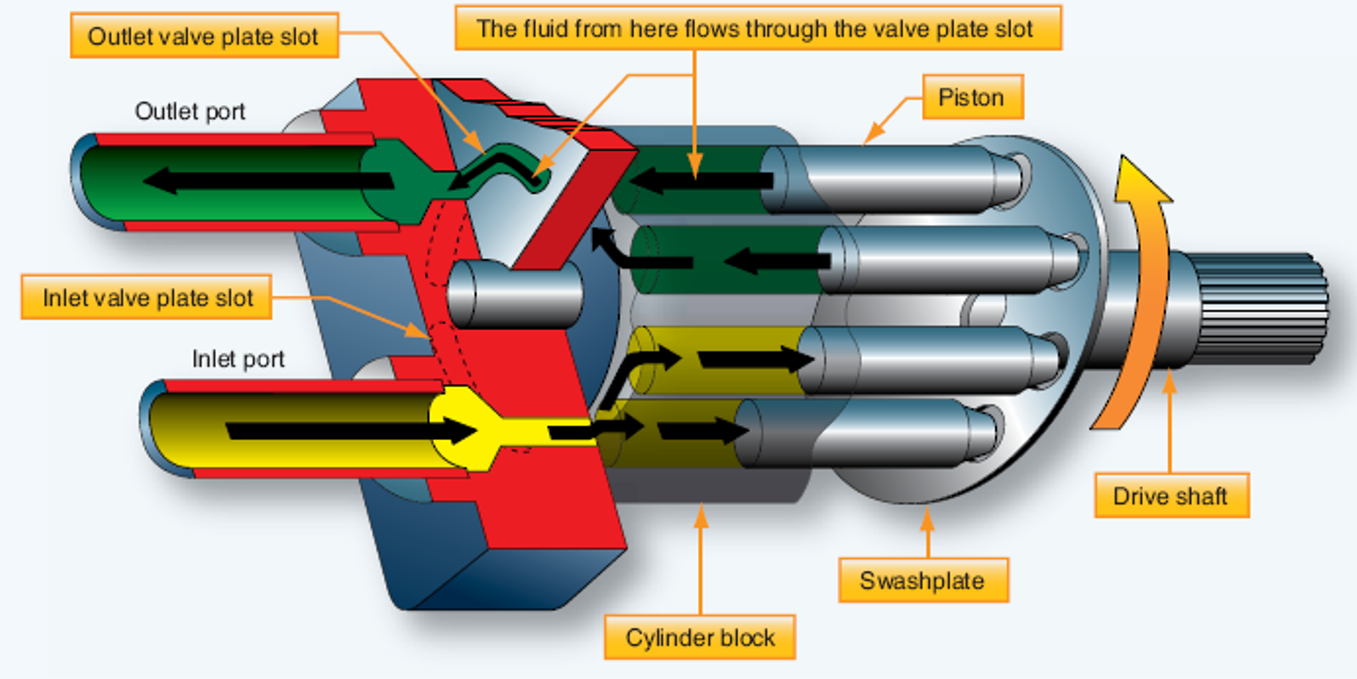 Outlet valve plate slot
The fluid from here flows through the valve plate slot
Piston
Outlet port
Inlet valve plate slot
Inlet port
Drive shaft
Swashplate
Cylinder block